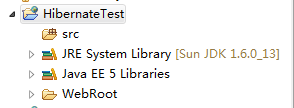 HibernateTest
src
JRE System Library [Sun JDK 1.6.0_13]
Java EE 5 Libraries
WebRoot